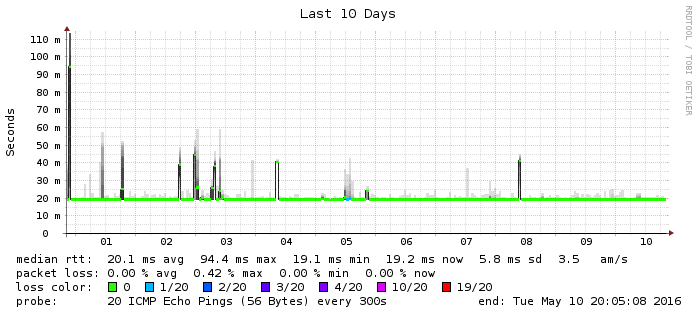 Last 10 Days
RRDTOOL / TOBI OETIKER
Seconds
110 m
100 m
90 m
80 m
70 m
60 m
50 m
40 m
30 m
20 m
10 m
0
01 02 03 04 05 06 07 08 09 10
median rtt: 20.1 ms avg 94.4 ms max 19.1 ms min 19.2 ms now 5.8 ms sd 3.5 am/s
packet loss: 0.00 % avg 0.42 % max 0.00 % min 0.00 % now
loss color: 0 1/20 2/20 3/20 4/20 10/20 19/20
probe: 20 ICMP Echo Pings (56 Bytes) every 300s end: Tue May 10 20:05:08 2016